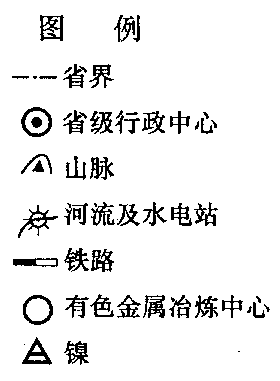 图 例
省界
省级行政中心
山脉
河流及水电站
铁路
有色金属冶炼中心
镍